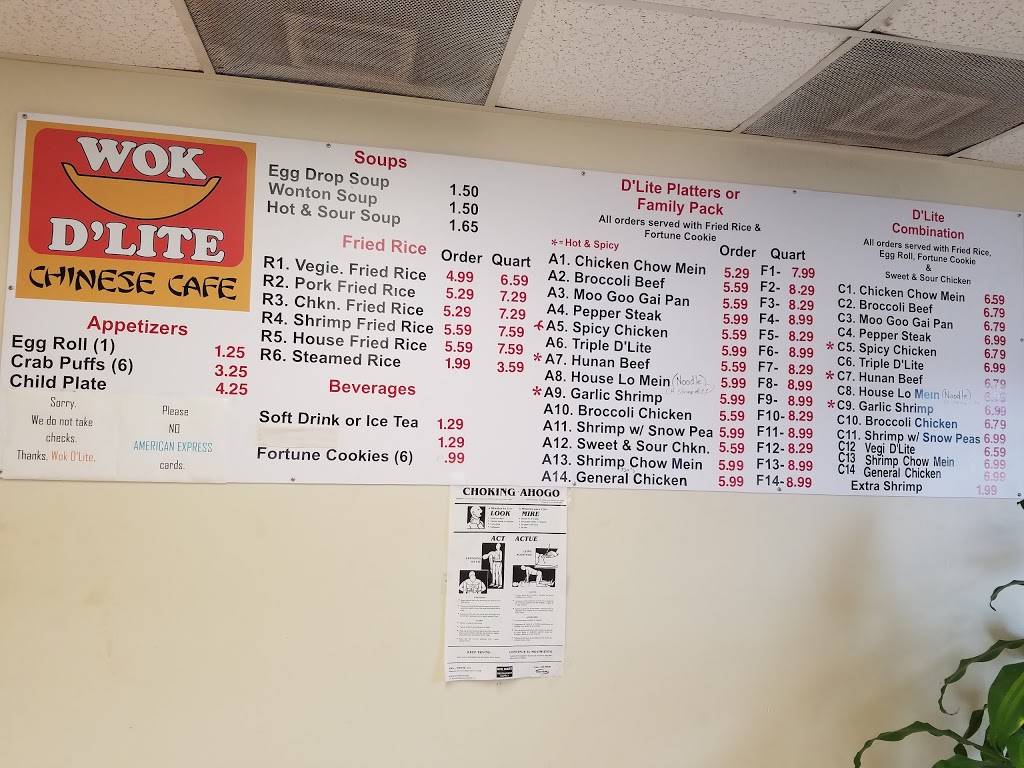 WOK
D'LITE
CHINESE CAFE
Appetizers
Egg Roll (1) 1.25
Crab Puffs (6) 3.25
Child Plate 4.25
Sorry.
We do not take
checks.
Thanks. Wok D'Lite.
Please
NO
AMERICAN EXPRESS
cards.
Soups
Egg Drop Soup 1.50
Wonton Soup 1.50
Hot & Sour Soup 1.65
Fried Rice Order Quart
R1. Vegie. Fried Rice 4.99 6.59
R2. Pork Fried Rice 5.29 7.29
R3. Chkn. Fried Rice 5.29 7.29
R4. Shrimp Fried Rice 5.59 7.59
R5. House Fried Rice 5.59 7.59
R6. Steamed Rice 1.99 3.59
Beverages
Soft Drink or Ice Tea 1.29
1.29
Fortune Cookies (6) .99
D'Lite Platters or
Family Pack
All orders served with Fried Rice &
Fortune Cookie
*=Hot & Spicy
Order Quart
A1. Chicken Chow Mein 5.29 F1- 7.99
A2. Broccoli Beef 5.59 F2- 8.29
A3. Moo Goo Gai Pan 5.59 F3- 8.29
A4. Pepper Steak 5.99 F4- 8.99
*A5. Spicy Chicken 5.59 F5- 8.29
A6. Triple D'Lite 5.99 F6- 8.99
*A7. Hunan Beef 5.59 F7- 8.29
A8. House Lo Mein (Noodle) 5.99 F8- 8.99
*A9. Garlic Shrimp 5.99 F9- 8.99
A10. Broccoli Chicken 5.59 F10- 8.29
A11. Shrimp w/ Snow Pea 5.99 F11- 8.99
A12. Sweet & Sour Chkn. 5.59 F12- 8.29
A13. Shrimp Chow Mein 5.99 F13- 8.99
A14. General Chicken 5.99 F14- 8.99
D'Lite
Combination
All orders served with Fried Rice,
Egg Roll, Fortune Cookie
&
Sweet & Sour Chicken
C1. Chicken Chow Mein 6.59
C2. Broccoli Beef 6.79
C3. Moo Goo Gai Pan 6.79
C4. Pepper Steak 6.99
*C5. Spicy Chicken 6.79
C6. Triple D'Lite 6.99
*C7. Hunan Beef 6.79
C8. House Lo Mein (Noodle)
*C9. Garlic Shrimp 6.99
C10. Broccoli Chicken 6.79
C11. Shrimp w/ Snow Peas 6.99
C12 Vegi D'Lite 6.59
C13 Shrimp Chow Mein 6.99
C14 General Chicken 6.99
Extra Shrimp 1.99
CHOKING AHOGO
LOOK MIRE
ACT ACTUE